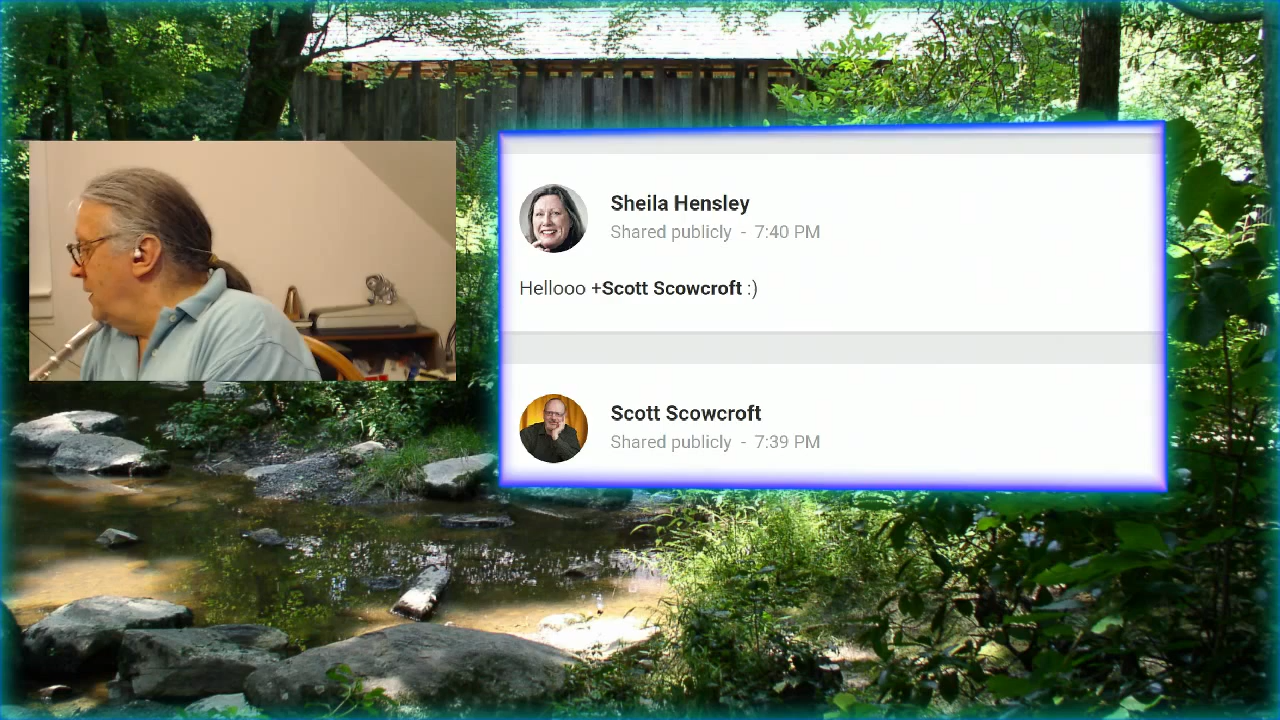 Sheila Hensley
Shared publicly - 7:40 PM
Hellooo +Scott Scowcroft :)
Scott Scowcroft
Shared publicly - 7:39 PM